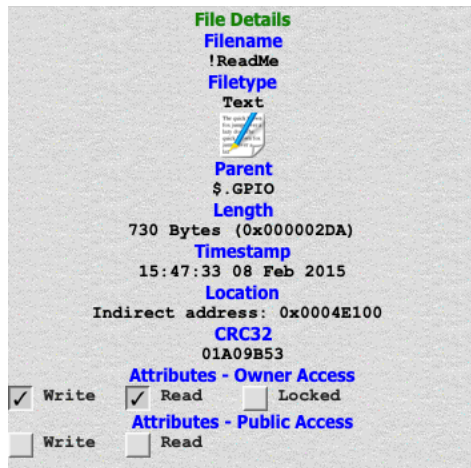 File Details
Filename
!ReadMe
Filetype
Text
Parent
$.GPIO
Length
730 Bytes (0x000002DA)
Timestamp
15:47:33 08 Feb 2015
Location
Indirect address: 0x0004E100
CRC32
01A09B53
Attributes - Owner Access
Write Read Locked
Attributes - Public Access
Write Read